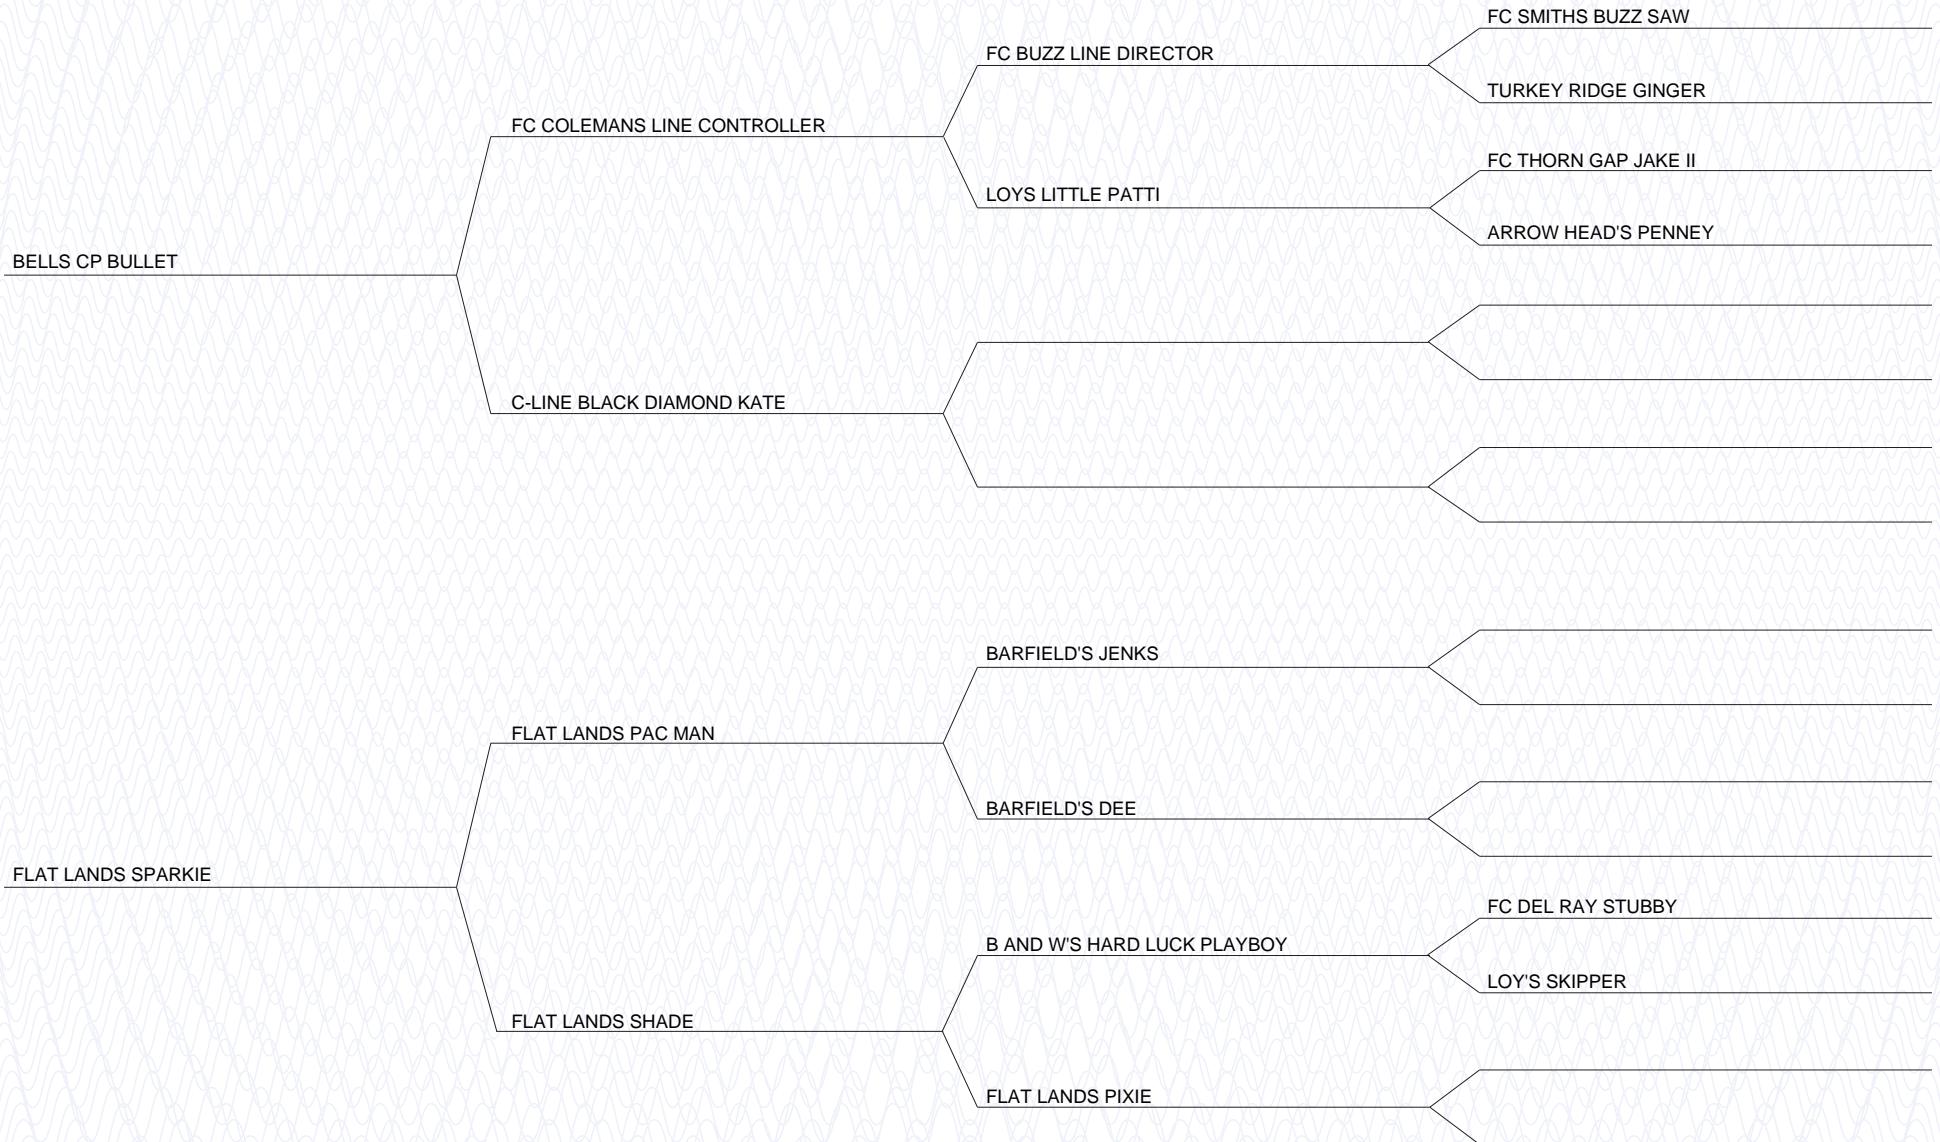 FC SMITHS BUZZ SAW
FC BUZZ LINE DIRECTOR
TURKEY RIDGE GINGER
FC COLEMANS LINE CONTROLLER
FC THORN GAP JAKE II
LOYS LITTLE PATTI
ARROW HEAD'S PENNEY
BELLS CP BULLET
C-LINE BLACK DIAMOND KATE
BARFIELD'S JENKS
FLAT LANDS PAC MAN
BARFIELD'S DEE
FLAT LANDS SPARKIE
FC DEL RAY STUBBY
B AND W'S HARD LUCK PLAYBOY
LOY'S SKIPPER
FLAT LANDS SHADE
FLAT LANDS PIXIE